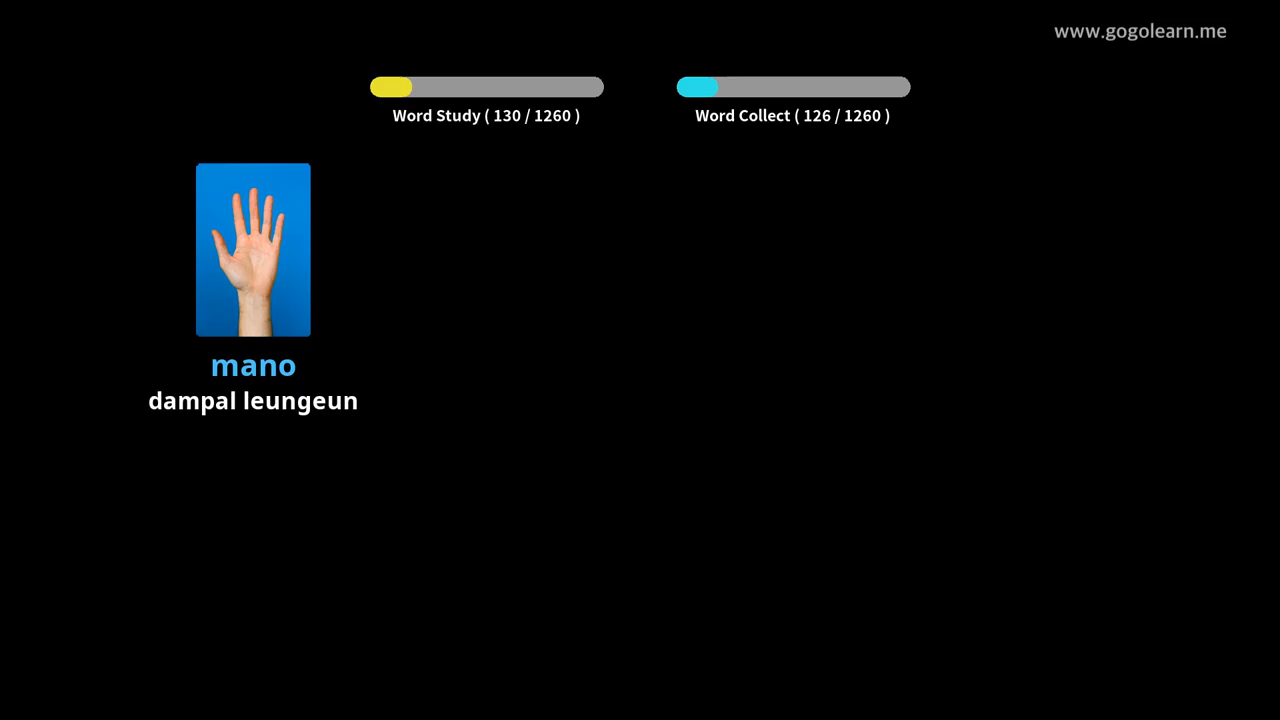 www.gogolearn.me
Word Study ( 130 / 1260 )
Word Collect ( 126 / 1260 )
mano
dampal leungeun